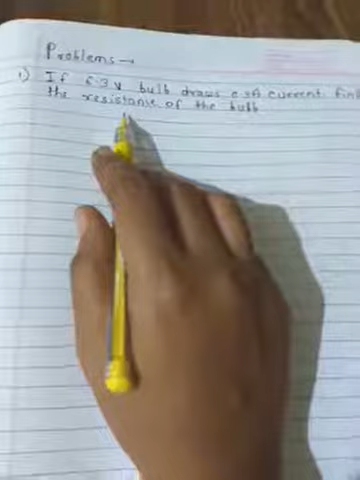 Problems →
1) If 6.3 V bulb draws 0.3A current find
the resistance of the bulb